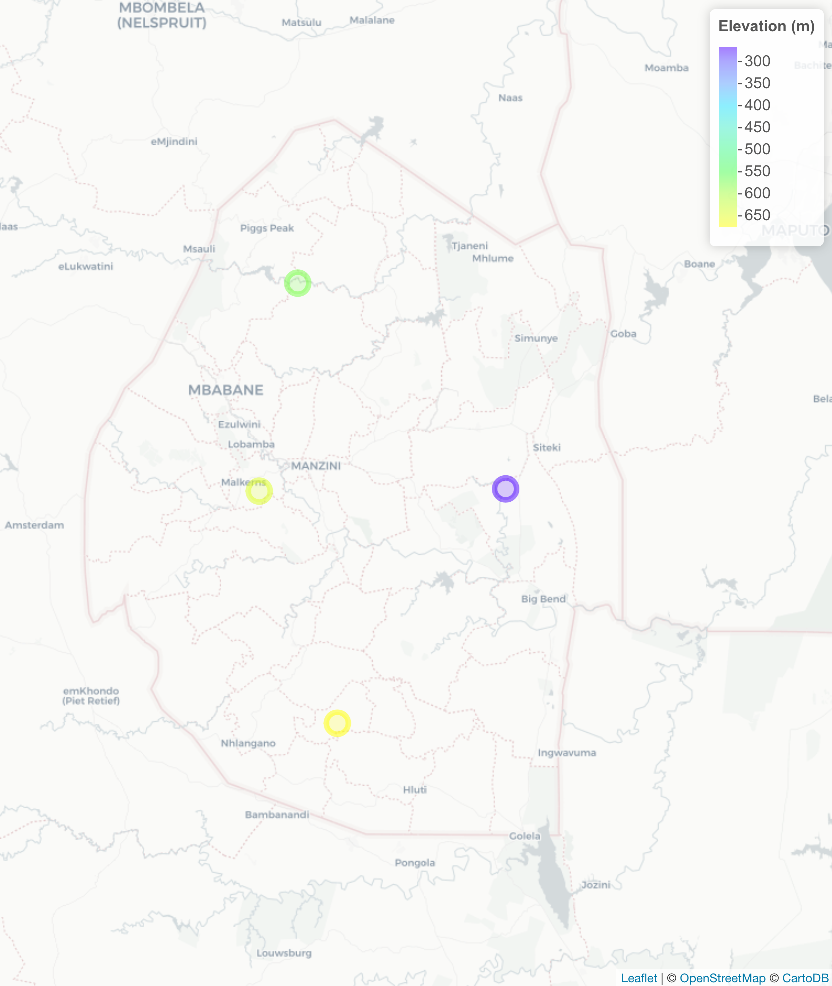 MBOMBELA
(NELSPRUIT)
Matsulu
Malalane
Elevation (m)
300
350
400
450
500
550
600
650
Moamba
Naas
eMjindini
Piggs Peak
Msauli
eLukwatini
Tjaneni
Mhlume
MAPUTO
Boane
Simunye
Goba
MBABANE
Ezulwini
Lobamba
MANZINI
Siteki
Malkerns
Amsterdam
Big Bend
emKhondo
(Piet Retief)
Nhlangano
Ingwavuma
Hluti
Bambanandi
Golela
Pongola
Jozini
Louwsburg
Leaflet | © OpenStreetMap © CartoDB